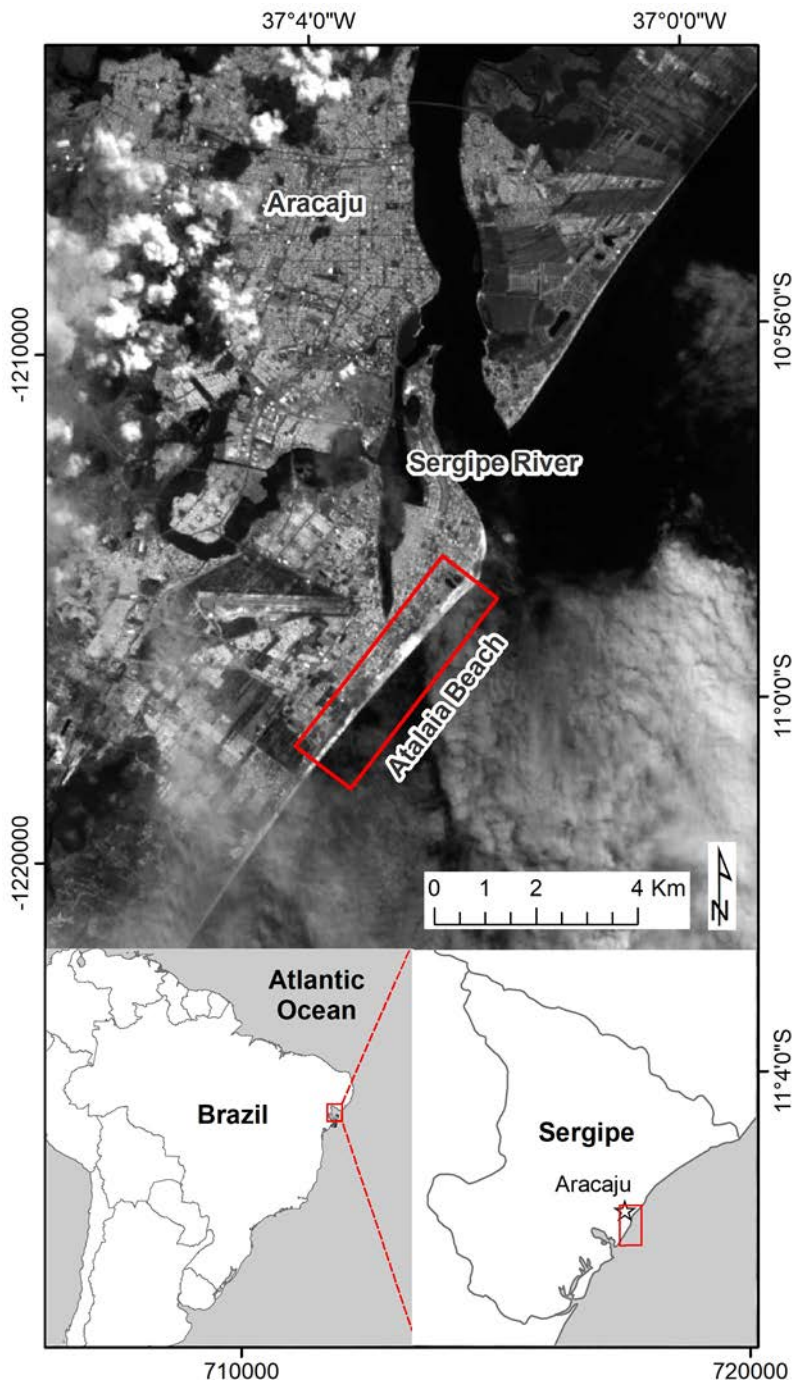 37°4'0"W
37°0'0"W
Aracaju
10°56'0"S
-1210000
Sergipe River
Atalaia Beach
11°0'0"S
-1220000
0 1 2 4 Km
N
Atlantic
Ocean
11°4'0"S
Brazil
Sergipe
Aracaju
710000
720000